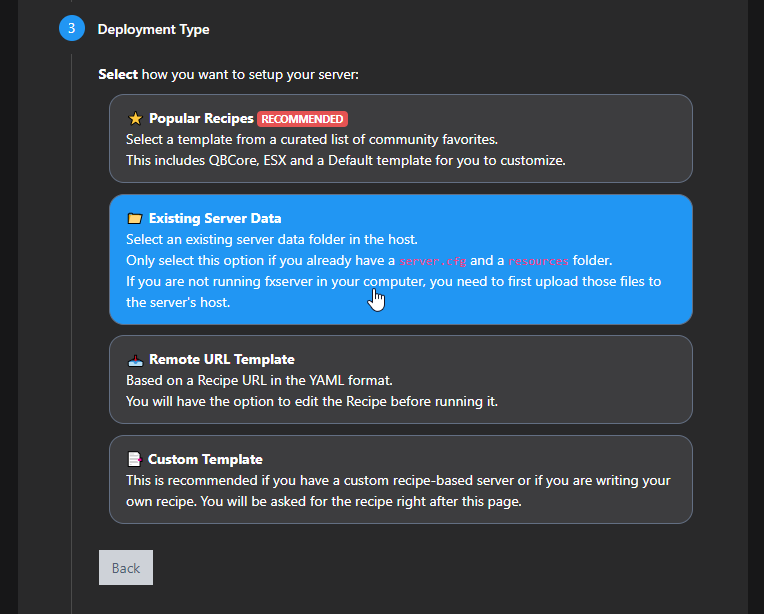 3 Deployment Type
Select how you want to setup your server:
Popular Recipes RECOMMENDED
Select a template from a curated list of community favorites.
This includes QBCore, ESX and a Default template for you to customize.
Existing Server Data
Select an existing server data folder in the host.
Only select this option if you already have a server.cfg and a resources folder.
If you are not running fxserver in your computer, you need to first upload those files to
the server's host.
Remote URL Template
Based on a Recipe URL in the YAML format.
You will have the option to edit the Recipe before running it.
Custom Template
This is recommended if you have a custom recipe-based server or if you are writing your
own recipe. You will be asked for the recipe right after this page.
Back